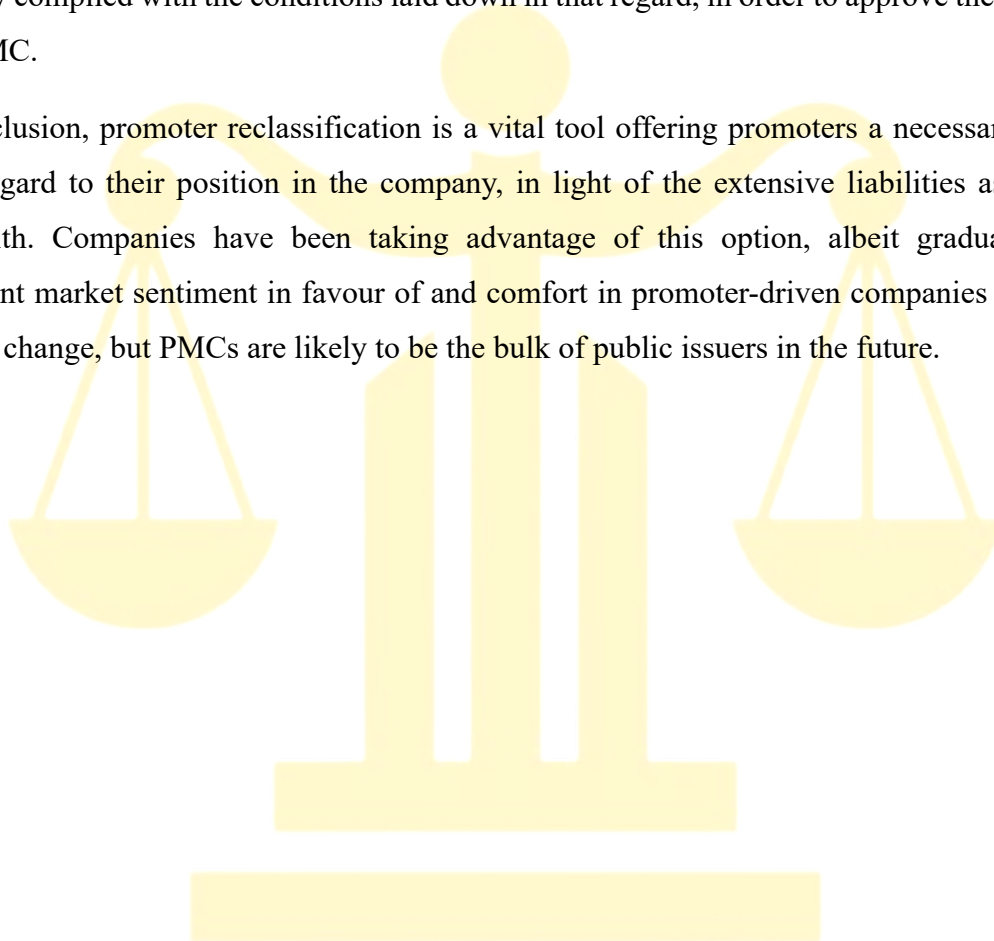 complied with the conditions laid down in that regard, in order to approve the
MC.
clusion, promoter reclassification is a vital tool offering promoters a necessar
gard to their position in the company, in light of the extensive liabilities as
th. Companies have been taking advantage of this option, albeit gradua
nt market sentiment in favour of and comfort in promoter-driven companies
change, but PMCs are likely to be the bulk of public issuers in the future.